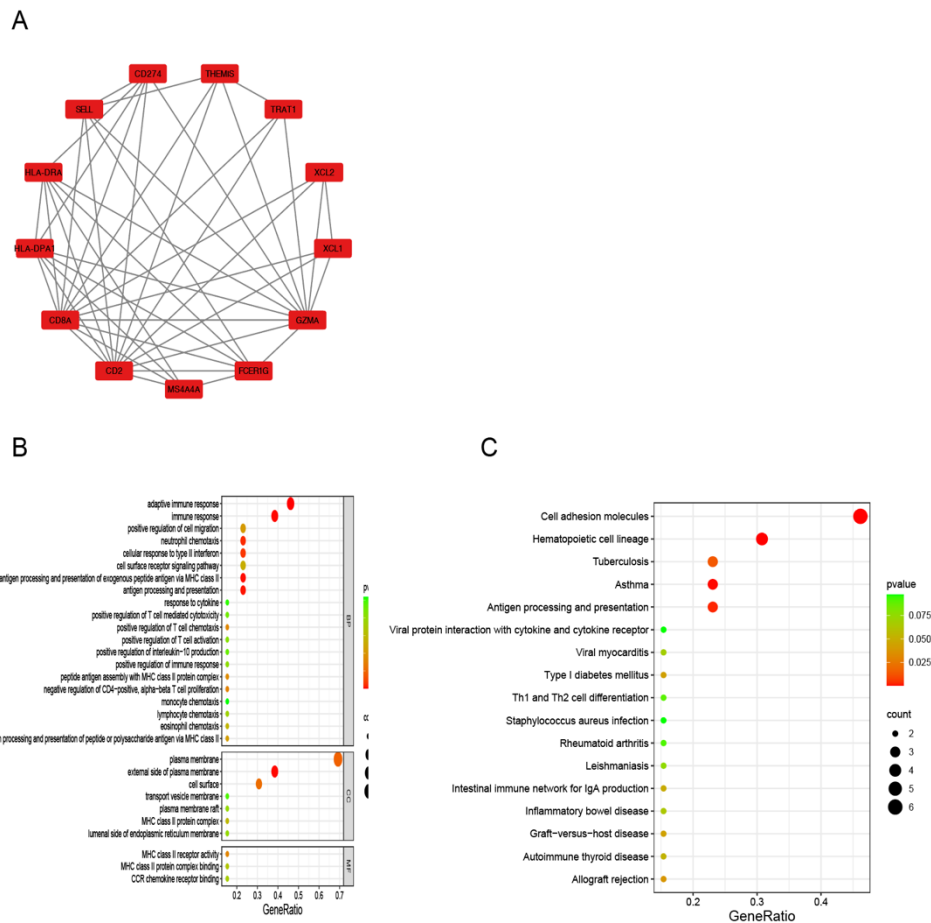 A
CD274
THEMIS
SELL
TRAT1
HLA-DRA
XCL2
HLA-DPA1
XCL1
CD8A
GZMA
CD2
FCER1G
MS4A4A
B
adaptive immune response
immune response
positive regulation of cell migration
neutrophil chemotaxis
cellular response to type II interferon
cell surface receptor signaling pathway
antigen processing and presentation of exogenous peptide antigen via MHC class II
antigen processing and presentation
response to cytokine
positive regulation of T cell mediated cytotoxicity
positive regulation of T cell chemotaxis
positive regulation of T cell activation
positive regulation of interleukin-10 production
positive regulation of immune response
peptide antigen assembly with MHC class II protein complex
negative regulation of CD4-positive, alpha-beta T cell proliferation
monocyte chemotaxis
lymphocyte chemotaxis
eosinophil chemotaxis
processing and presentation of peptide or polysaccharide antigen via MHC class II
BP
plasma membrane
external side of plasma membrane
cell surface
transport vesicle membrane
plasma membrane raft
MHC class II protein complex
lumenal side of endoplasmic reticulum membrane
CC
MHC class II receptor activity
MHC class II protein complex binding
CCR chemokine receptor binding
MF
0.2 0.3 0.4 0.5 0.6 0.7
GeneRatio
C
Cell adhesion molecules
Hematopoietic cell lineage
Tuberculosis
Asthma
Antigen processing and presentation
Viral protein interaction with cytokine and cytokine receptor
Viral myocarditis
Type I diabetes mellitus
Th1 and Th2 cell differentiation
Staphylococcus aureus infection
Rheumatoid arthritis
Leishmaniasis
Intestinal immune network for IgA production
Inflammatory bowel disease
Graft-versus-host disease
Autoimmune thyroid disease
Allograft rejection
0.2 0.3 0.4
GeneRatio
pvalue
0.075
0.050
0.025
count
2
3
4
5
6